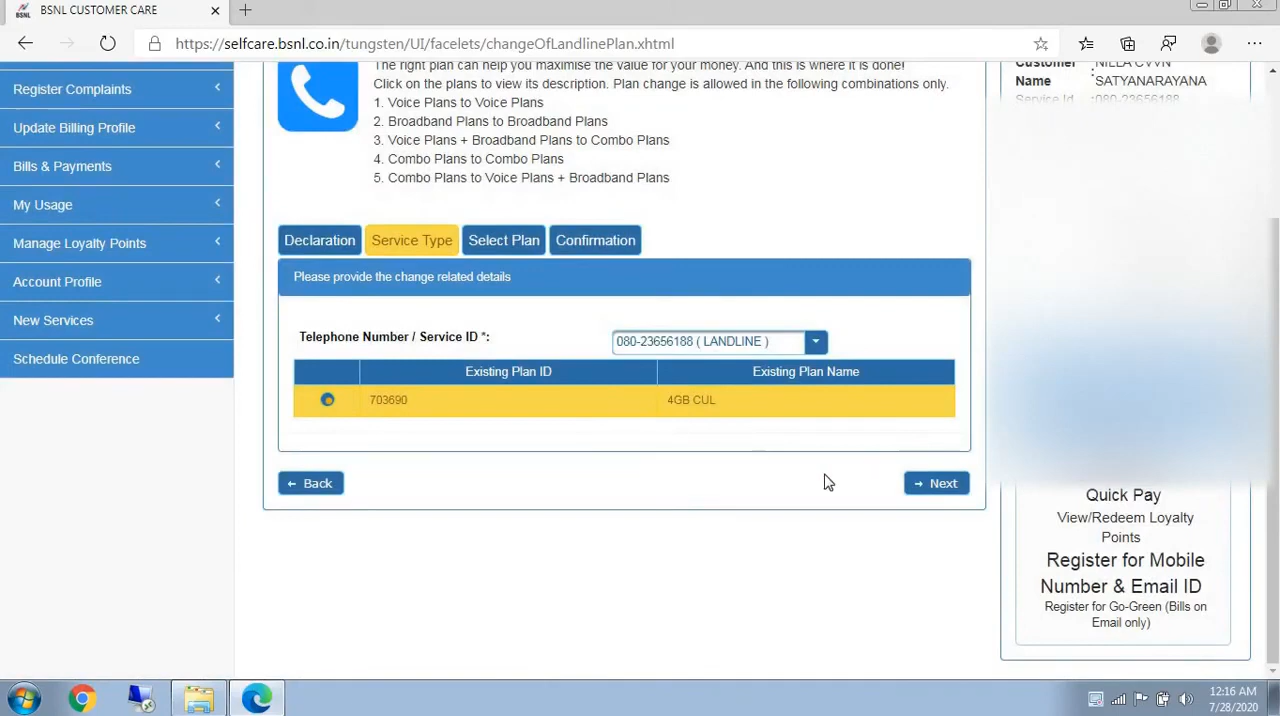 BSNL CUSTOMER CARE
https://selfcare.bsnl.co.in/tungsten/UI/facelets/changeOfLandlinePlan.xhtml
Register Complaints
Update Billing Profile
Bills & Payments
My Usage
Manage Loyalty Points
Account Profile
New Services
Schedule Conference
The right plan can help you maximise the value for your money. And this is where it is done!
Click on the plans to view its description. Plan change is allowed in the following combinations only.
1. Voice Plans to Voice Plans
2. Broadband Plans to Broadband Plans
3. Voice Plans + Broadband Plans to Combo Plans
4. Combo Plans to Combo Plans
5. Combo Plans to Voice Plans + Broadband Plans
Declaration Service Type Select Plan Confirmation
Please provide the change related details
Telephone Number / Service ID *: 080-23656188 ( LANDLINE )
Existing Plan ID Existing Plan Name
703690 4GB CUL
← Back → Next
Customer : NILLA CVVN
Name SATYANARAYANA
Service Id :080-23656188
Quick Pay
View/Redeem Loyalty
Points
Register for Mobile
Number & Email ID
Register for Go-Green (Bills on
Email only)
12:16 AM
7/28/2020